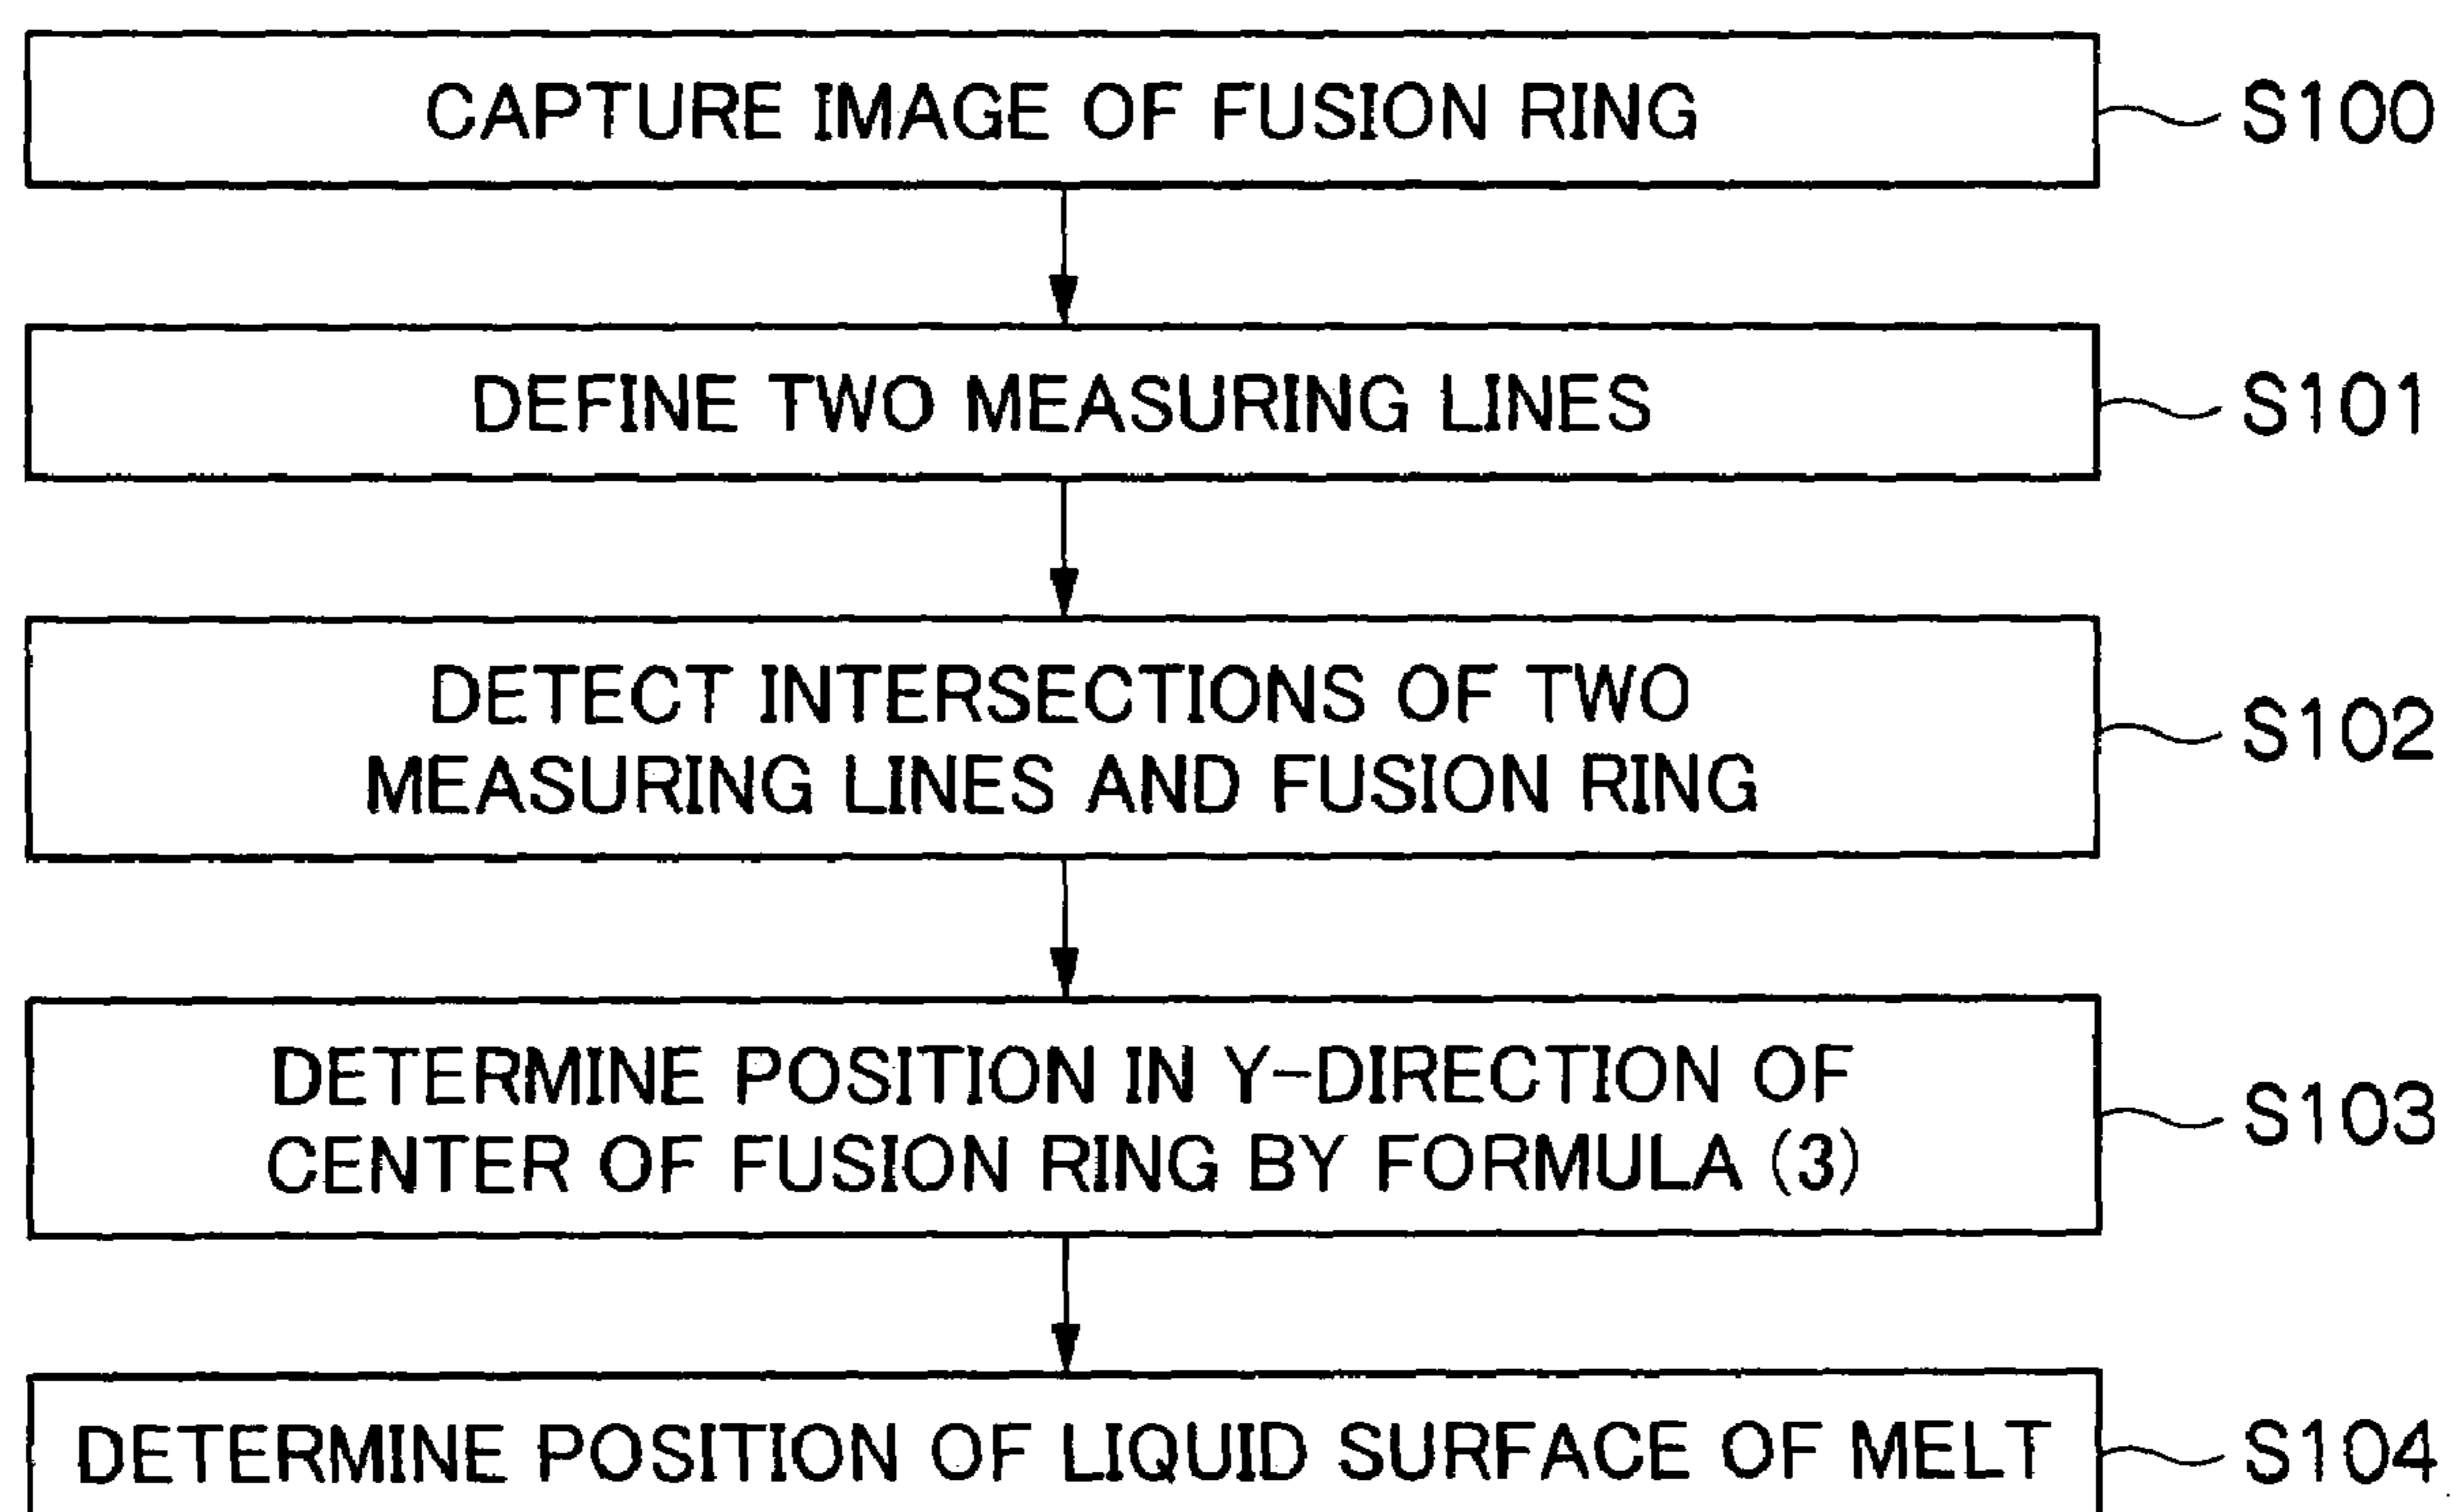 CAPTURE IMAGE OF FUSION RING S100
DEFINE TWO MEASURING LINES S101
DETECT INTERSECTIONS OF TWO
MEASURING LINES AND FUSION RING S102
DETERMINE POSITION IN Y-DIRECTION OF
CENTER OF FUSION RING BY FORMULA (3) S103
DETERMINE POSITION OF LIQUID SURFACE OF MELT S104